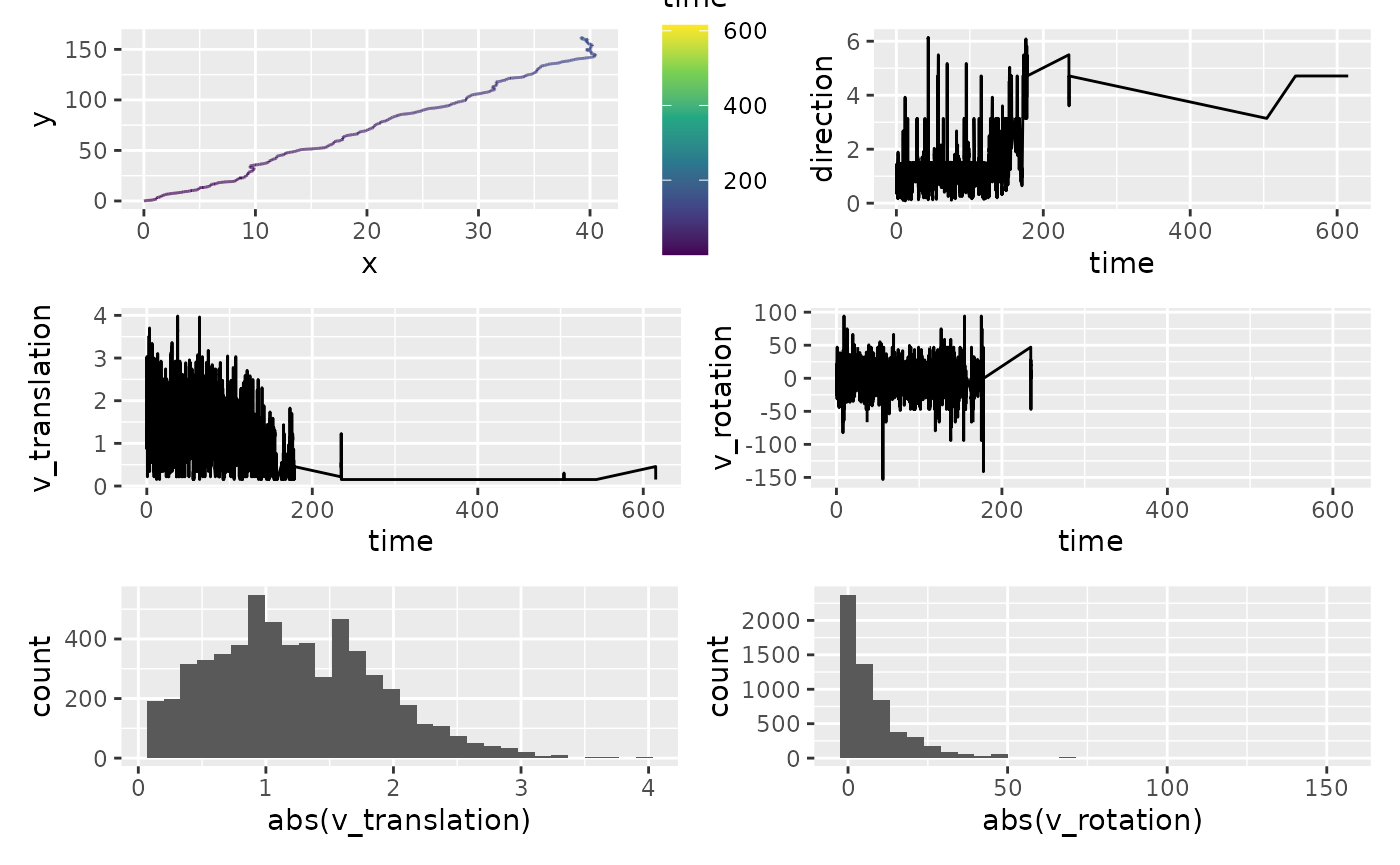 time
150
100
50
0
y
0 10 20 30 40
x
600
400
200
6
4
2
0
direction
0 200 400 600
time
4
3
2
1
0
v_translation
0 200 400 600
time
100
50
0
-50
-100
-150
v_rotation
0 200 400 600
time
400
200
0
count
0 1 2 3 4
abs(v_translation)
2000
1500
1000
500
0
count
0 50 100 150
abs(v_rotation)